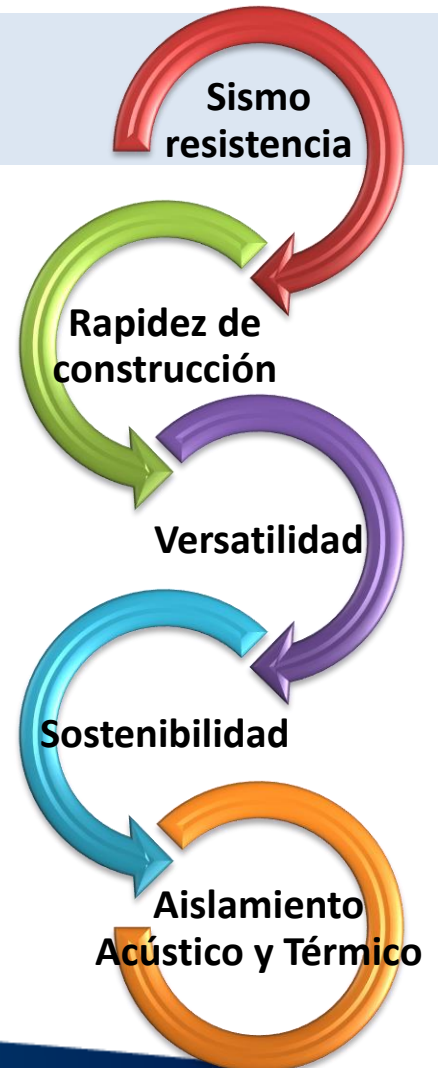 Sismo
resistencia
Rapidez de
construcción
Versatilidad
Sostenibilidad
Aislamiento
Acústico y Térmico